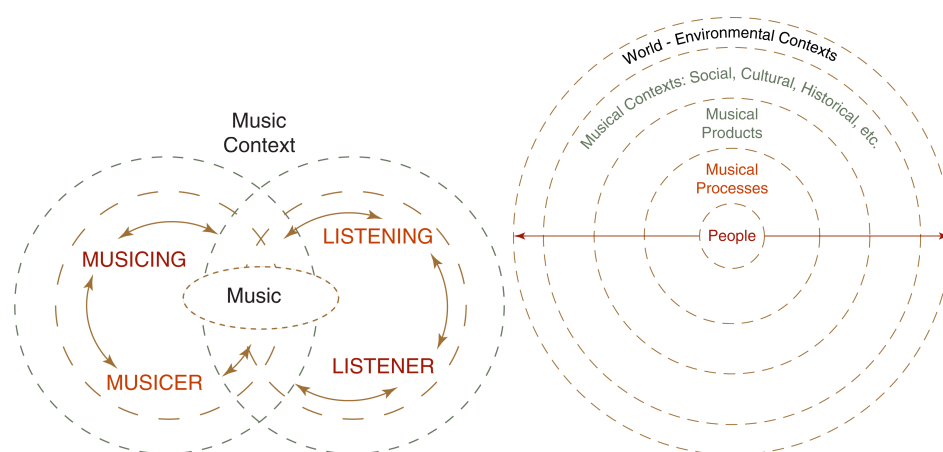 Music
Context
MUSICING
LISTENING
Music
MUSICER
LISTENER
World - Environmental Contexts
Musical Contexts: Social, Cultural, Historical, etc.
Musical
Products
Musical
Processes
People